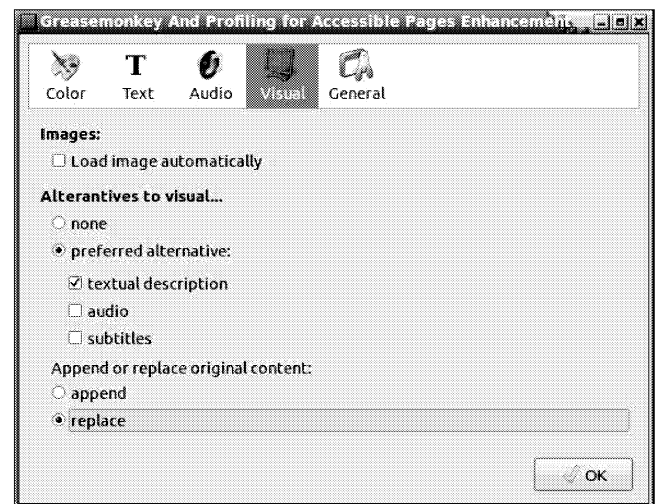 Greasemonkey And Profiling for Accessible Pages Enhancement
Color Text Audio Visual General
Images:
Load image automatically
Alterantives to visual...
none
preferred alternative:
textual description
audio
subtitles
Append or replace original content:
append
replace
OK